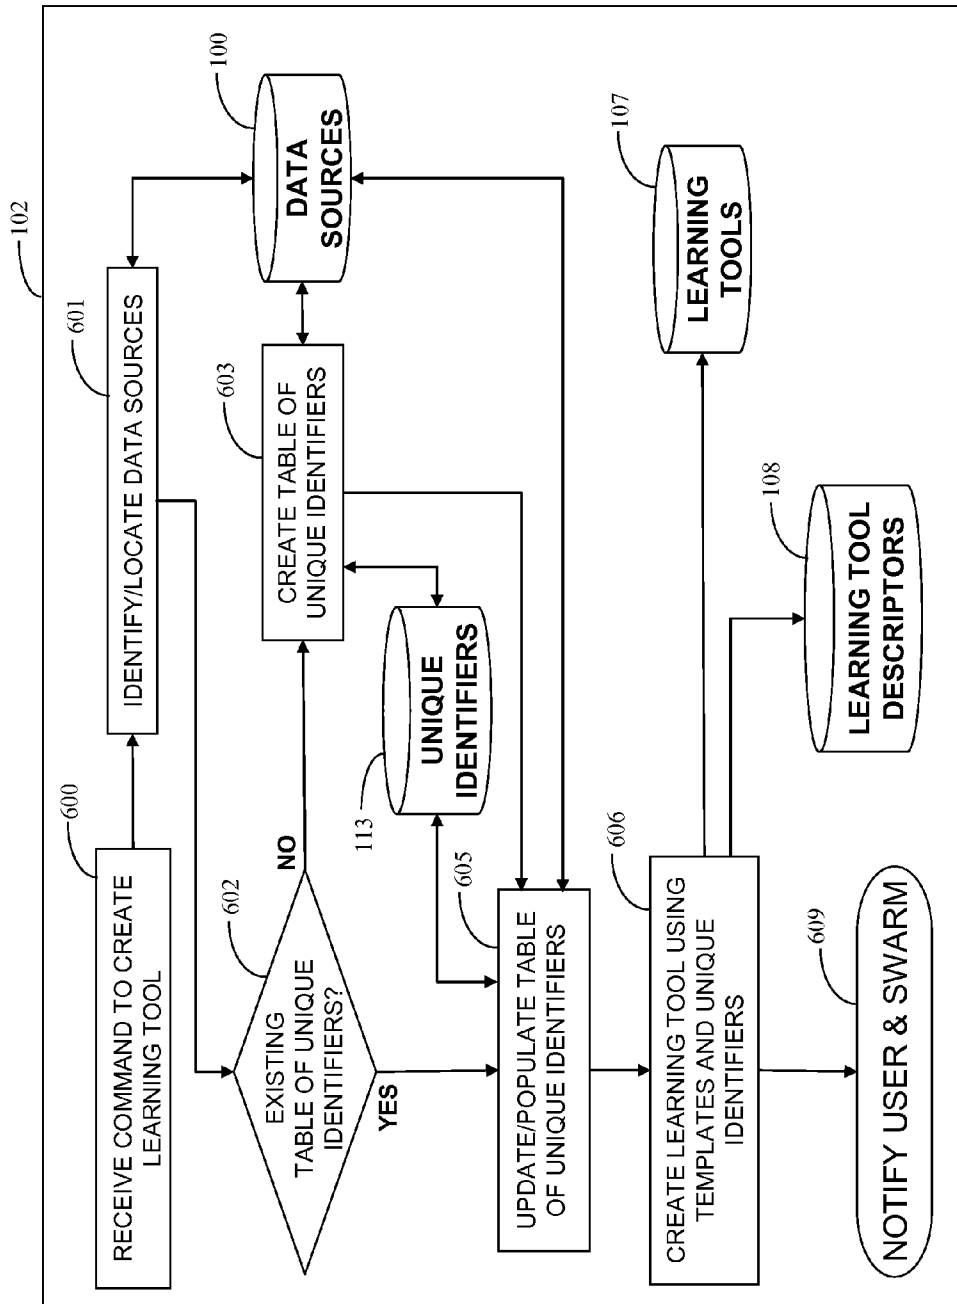 102
600
RECEIVE COMMAND TO CREATE
LEARNING TOOL
601
IDENTIFY/LOCATE DATA SOURCES
100
DATA
SOURCES
602
EXISTING
TABLE OF UNIQUE
IDENTIFIERS?
NO
YES
603
CREATE TABLE OF
UNIQUE IDENTIFIERS
113
UNIQUE
IDENTIFIERS
605
UPDATE/POPULATE TABLE
OF UNIQUE IDENTIFIERS
606
CREATE LEARNING TOOL USING
TEMPLATES AND UNIQUE
IDENTIFIERS
107
LEARNING
TOOLS
108
LEARNING TOOL
DESCRIPTORS
609
NOTIFY USER & SWARM